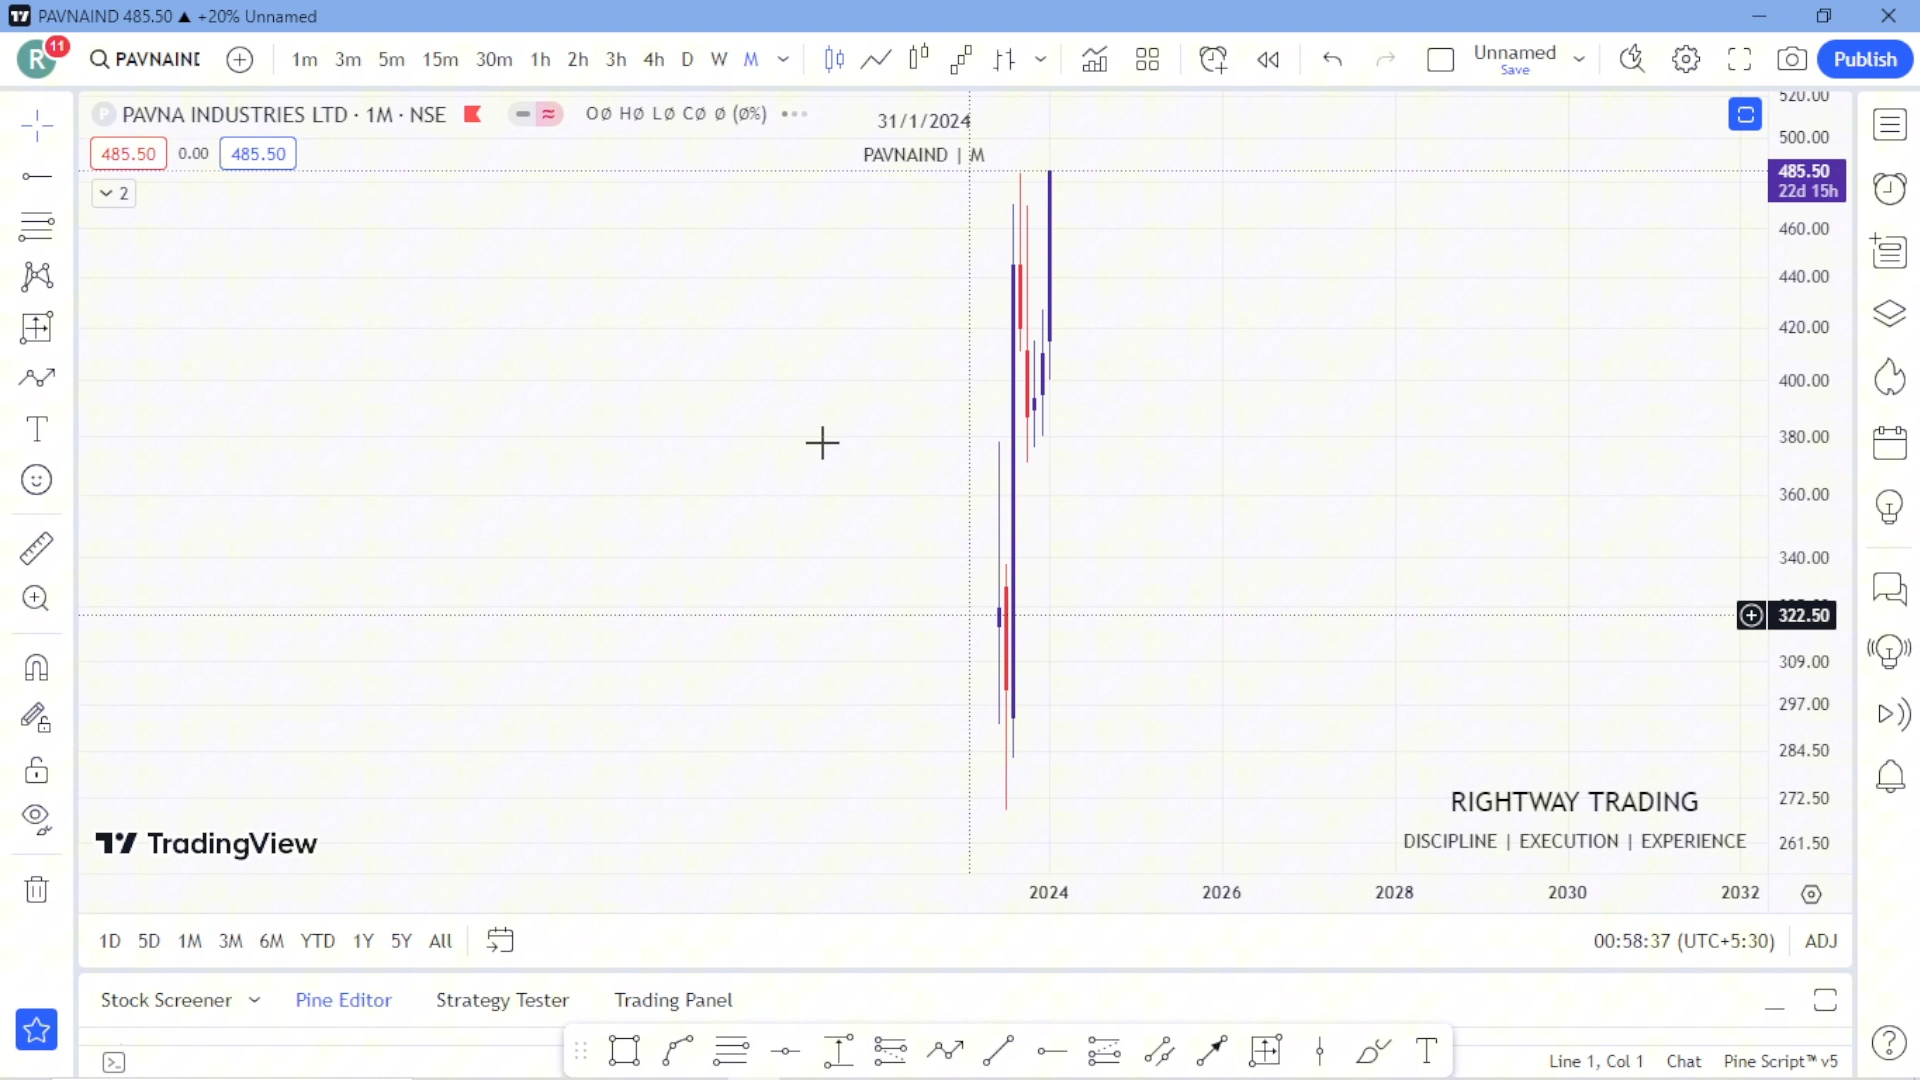 PAVNAIND 485.50 ▲ +20% Unnamed
R 11 PAVNAIND 1m 3m 5m 15m 30m 1h 2h 3h 4h D W M Unnamed Save Publish
P PAVNA INDUSTRIES LTD · 1M · NSE O∅ H∅ L∅ C∅ ∅ (∅%)
31/1/2024
PAVNAIND | M
485.50 0.00 485.50
2
520.00
500.00
485.50
22d 15h
460.00
440.00
420.00
400.00
380.00
360.00
340.00
322.50
309.00
297.00
284.50
272.50
261.50
RIGHTWAY TRADING
DISCIPLINE | EXECUTION | EXPERIENCE
TradingView
2024 2026 2028 2030 2032
1D 5D 1M 3M 6M YTD 1Y 5Y All 00:58:37 (UTC+5:30) ADJ
Stock Screener Pine Editor Strategy Tester Trading Panel
Line 1, Col 1 Chat Pine Script™ v5